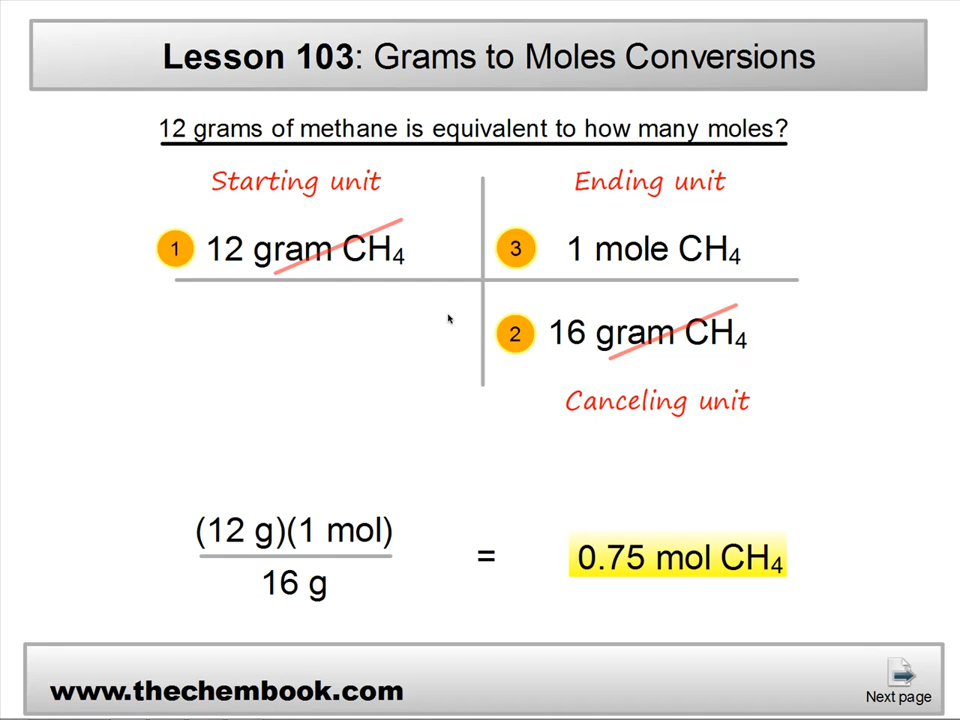 Lesson 103: Grams to Moles Conversions
12 grams of methane is equivalent to how many moles?
Starting unit
Ending unit
1 12 gram CH₄
3 1 mole CH₄
2 16 gram CH₄
Canceling unit
(12 g)(1 mol)
16 g
= 0.75 mol CH₄
www.thechembook.com
Next page